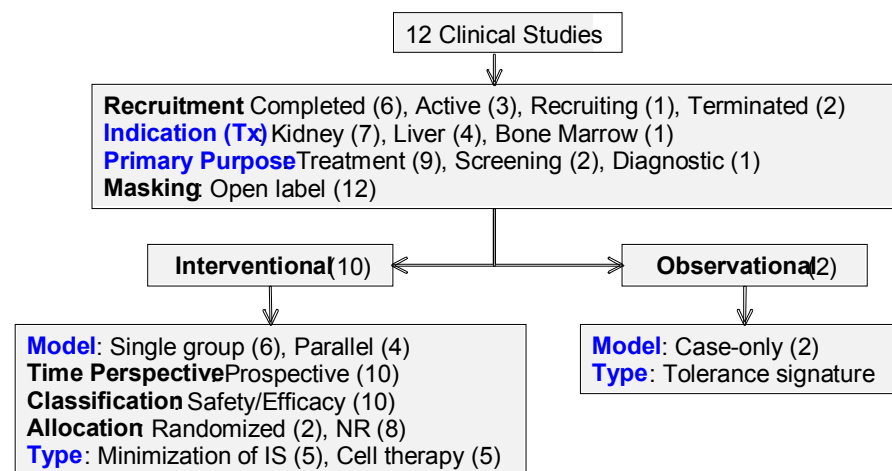 12 Clinical Studies
Recruitment: Completed (6), Active (3), Recruiting (1), Terminated (2)
Indication (Tx): Kidney (7), Liver (4), Bone Marrow (1)
Primary Purpose: Treatment (9), Screening (2), Diagnostic (1)
Masking: Open label (12)
Interventional (10)
Observational (2)
Model: Single group (6), Parallel (4)
Time Perspective: Prospective (10)
Classification: Safety/Efficacy (10)
Allocation: Randomized (2), NR (8)
Type: Minimization of IS (5), Cell therapy (5)
Model: Case-only (2)
Type: Tolerance signature